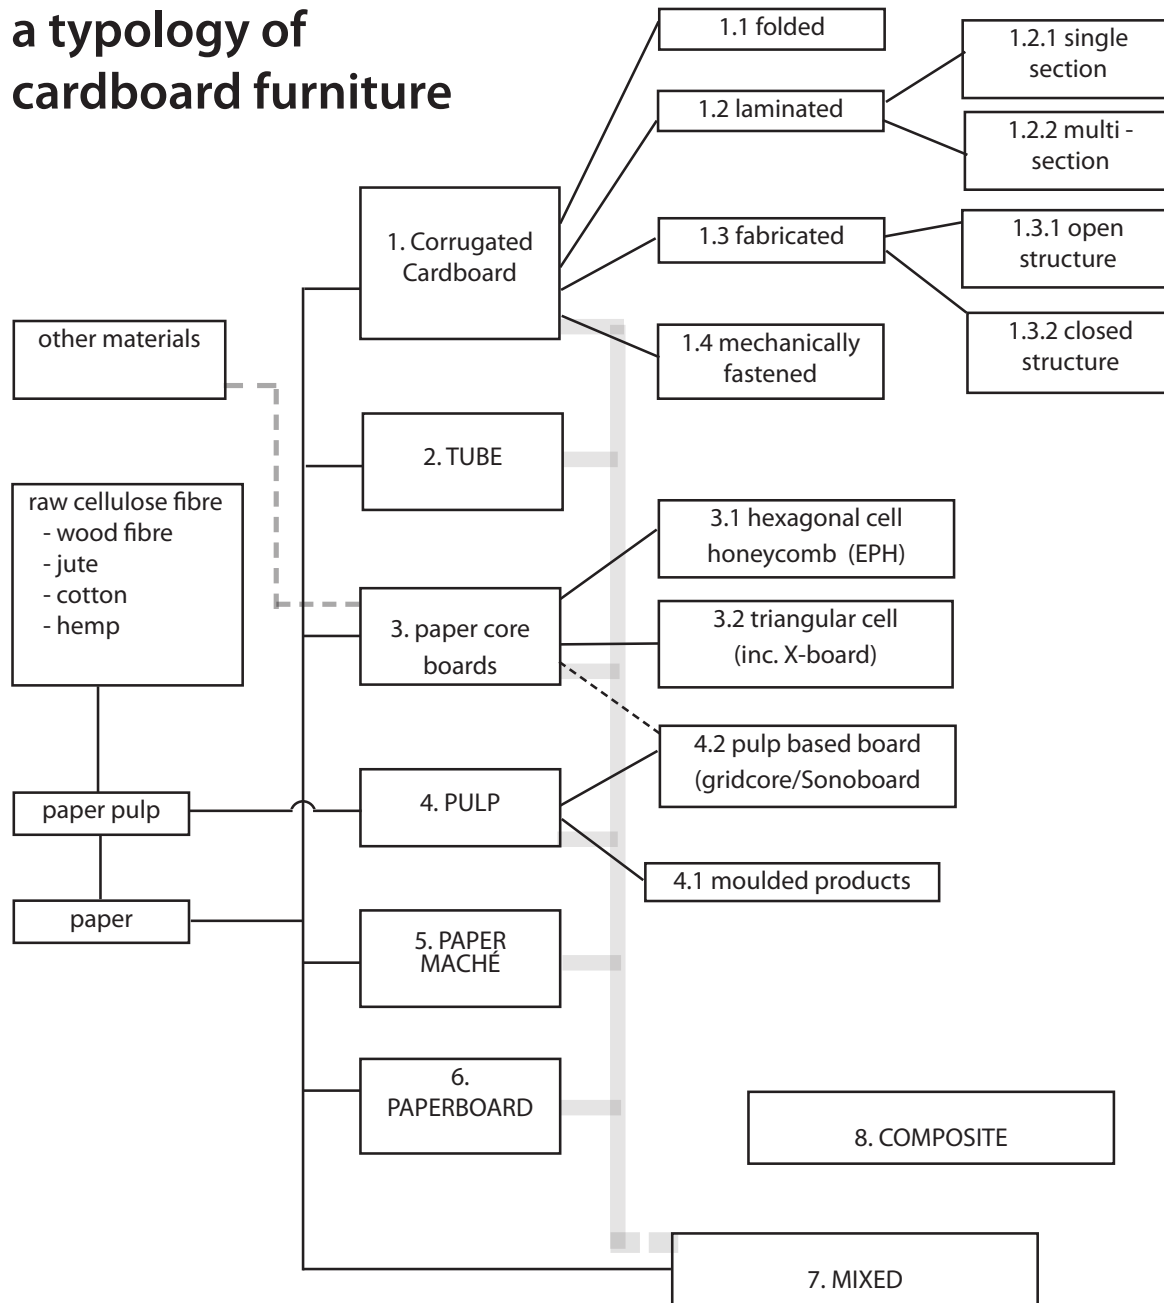 a typology of
cardboard furniture
1.1 folded
1.2 laminated
1.2.1 single
section
1.2.2 multi -
section
1. Corrugated
Cardboard
1.3 fabricated
1.3.1 open
structure
1.3.2 closed
structure
1.4 mechanically
fastened
other materials
2. TUBE
raw cellulose fibre
- wood fibre
- jute
- cotton
- hemp
3. paper core
boards
3.1 hexagonal cell
honeycomb (EPH)
3.2 triangular cell
(inc. X-board)
4.2 pulp based board
(gridcore/Sonoboard
paper pulp
4. PULP
4.1 moulded products
paper
5. PAPER
MACHÉ
6.
PAPERBOARD
8. COMPOSITE
7. MIXED